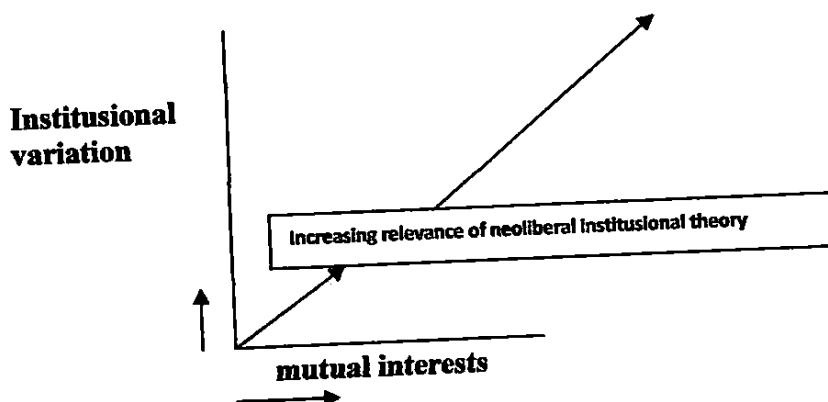 Institusional
variation
Increasing relevance of neoliberal institusional theory
mutual interests